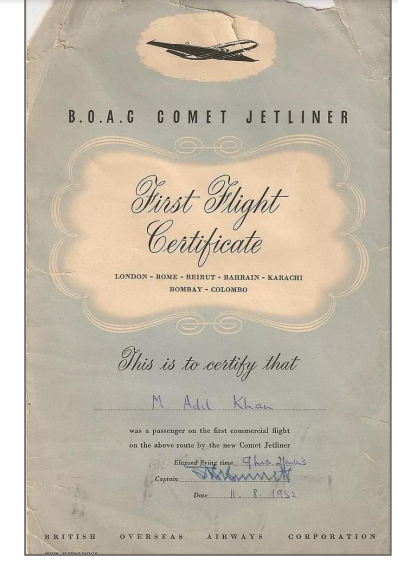 B.O.A.C COMET JETLINER
First Flight
Certificate
LONDON - ROME - BEIRUT - BAHRAIN - KARACHI
BOMBAY - COLOMBO
This is to certify that
M. Adil Khan
was a passenger on the first commercial flight
on the above route by the new Comet Jetliner
Elapsed flying time 9hrs.
Captain
Date 11. 8. 1952
BRITISH OVERSEAS AIRWAYS CORPORATION